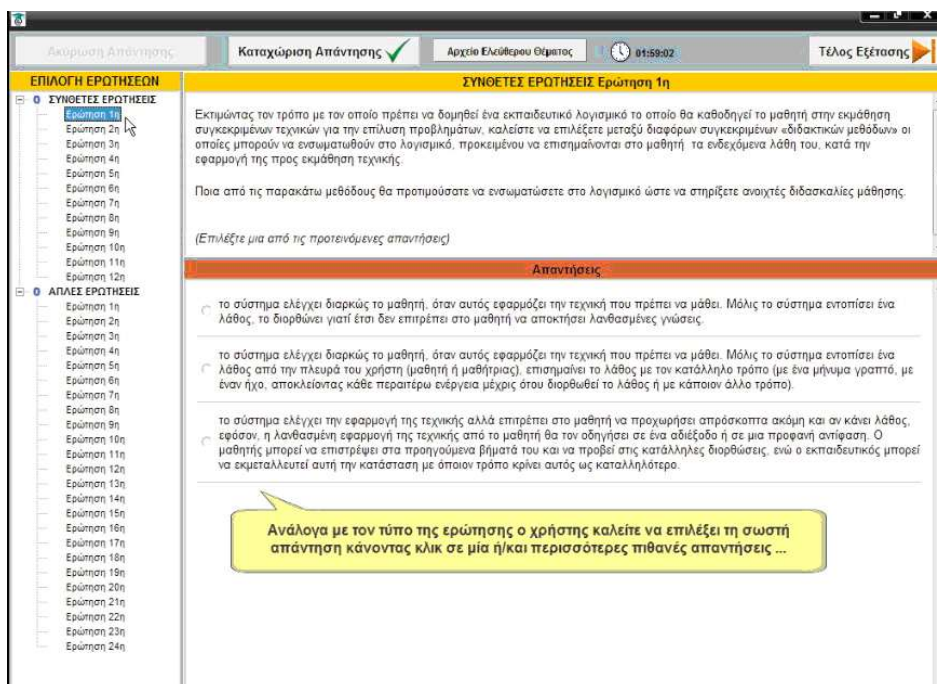 Ακύρωση Απάντησης
Καταχώριση Απάντησης
Αρχείο Ελεύθερου Θέματος
01:59:02
Τέλος Εξέτασης
ΕΠΙΛΟΓΗ ΕΡΩΤΗΣΕΩΝ
0 ΣΥΝΘΕΤΕΣ ΕΡΩΤΗΣΕΙΣ
Ερώτηση 1η
Ερώτηση 2η
Ερώτηση 3η
Ερώτηση 4η
Ερώτηση 5η
Ερώτηση 6η
Ερώτηση 7η
Ερώτηση 8η
Ερώτηση 9η
Ερώτηση 10η
Ερώτηση 11η
Ερώτηση 12η
0 ΑΠΛΕΣ ΕΡΩΤΗΣΕΙΣ
Ερώτηση 1η
Ερώτηση 2η
Ερώτηση 3η
Ερώτηση 4η
Ερώτηση 5η
Ερώτηση 6η
Ερώτηση 7η
Ερώτηση 8η
Ερώτηση 9η
Ερώτηση 10η
Ερώτηση 11η
Ερώτηση 12η
Ερώτηση 13η
Ερώτηση 14η
Ερώτηση 15η
Ερώτηση 16η
Ερώτηση 17η
Ερώτηση 18η
Ερώτηση 19η
Ερώτηση 20η
Ερώτηση 21η
Ερώτηση 22η
Ερώτηση 23η
Ερώτηση 24η
ΣΥΝΘΕΤΕΣ ΕΡΩΤΗΣΕΙΣ Ερώτηση 1η
Εκτιμώντας τον τρόπο με τον οποίο πρέπει να δομηθεί ένα εκπαιδευτικό λογισμικό το οποίο θα καθοδηγεί το μαθητή στην εκμάθηση
συγκεκριμένων τεχνικών για την επίλυση προβλημάτων, καλείστε να επιλέξετε μεταξύ διαφόρων συγκεκριμένων «διδακτικών μεθόδων» οι
οποίες μπορούν να ενσωματωθούν στο λογισμικό, προκειμένου να επισημαίνονται στο μαθητή τα ενδεχόμενα λάθη του, κατά την
εφαρμογή της προς εκμάθηση τεχνικής.
Ποια από τις παρακάτω μεθόδους θα προτιμούσατε να ενσωματώσετε στο λογισμικό ώστε να στηρίξετε ανοιχτές διδασκαλίες μάθησης.
(Επιλέξτε μια από τις προτεινόμενες απαντήσεις)
Απαντήσεις
το σύστημα ελέγχει διαρκώς το μαθητή, όταν αυτός εφαρμόζει την τεχνική που πρέπει να μάθει. Μόλις το σύστημα εντοπίσει ένα
λάθος, το διορθώνει γιατί έτσι δεν επιτρέπει στο μαθητή να αποκτήσει λανθασμένες γνώσεις.
το σύστημα ελέγχει διαρκώς το μαθητή, όταν αυτός εφαρμόζει την τεχνική που πρέπει να μάθει. Μόλις το σύστημα εντοπίσει ένα
λάθος από την πλευρά του χρήστη (μαθητή ή μαθήτριας), επισημαίνει το λάθος με τον κατάλληλο τρόπο (με ένα μήνυμα γραπτό, με
έναν ήχο, αποκλείοντας κάθε περαιτέρω ενέργεια μέχρις ότου διορθωθεί το λάθος ή με κάποιον άλλο τρόπο).
το σύστημα ελέγχει την εφαρμογή της τεχνικής αλλά επιτρέπει στο μαθητή να προχωρήσει απρόσκοπτα ακόμη και αν κάνει λάθος,
εφόσον, η λανθασμένη εφαρμογή της τεχνικής από το μαθητή θα τον οδηγήσει σε ένα αδιέξοδο ή σε μια προφανή αντίφαση. Ο
μαθητής μπορεί να επιστρέψει στα προηγούμενα βήματά του και να προβεί στις κατάλληλες διορθώσεις, ενώ ο εκπαιδευτικός μπορεί
να εκμεταλλευτεί αυτή την κατάσταση με όποιον τρόπο κρίνει αυτός ως καταλληλότερο.
Ανάλογα με τον τύπο της ερώτησης ο χρήστης καλείτε να επιλέξει τη σωστή
απάντηση κάνοντας κλικ σε μία ή/και περισσότερες πιθανές απαντήσεις ...